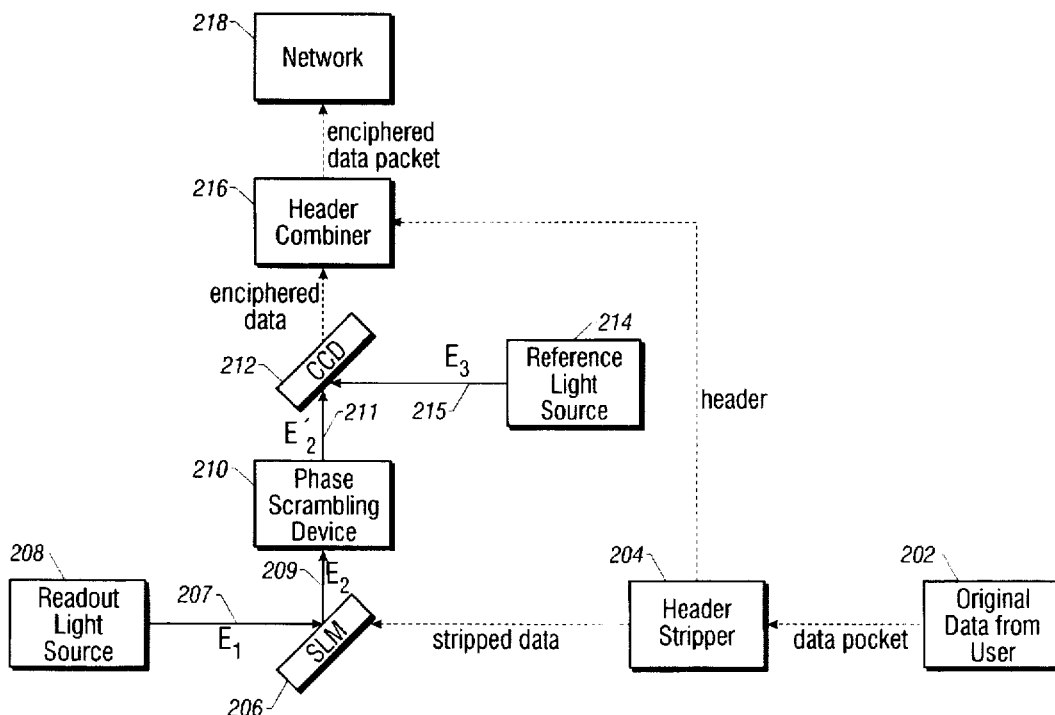 218
Network
enciphered
data packet
216
Header
Combiner
enciphered
data
212
CCD
E3
215
214
Reference
Light
Source
header
E´2
211
210
Phase
Scrambling
Device
209
E2
208
Readout
Light
Source
207
E1
SLM
206
stripped data
204
Header
Stripper
data pocket
202
Original
Data from
User